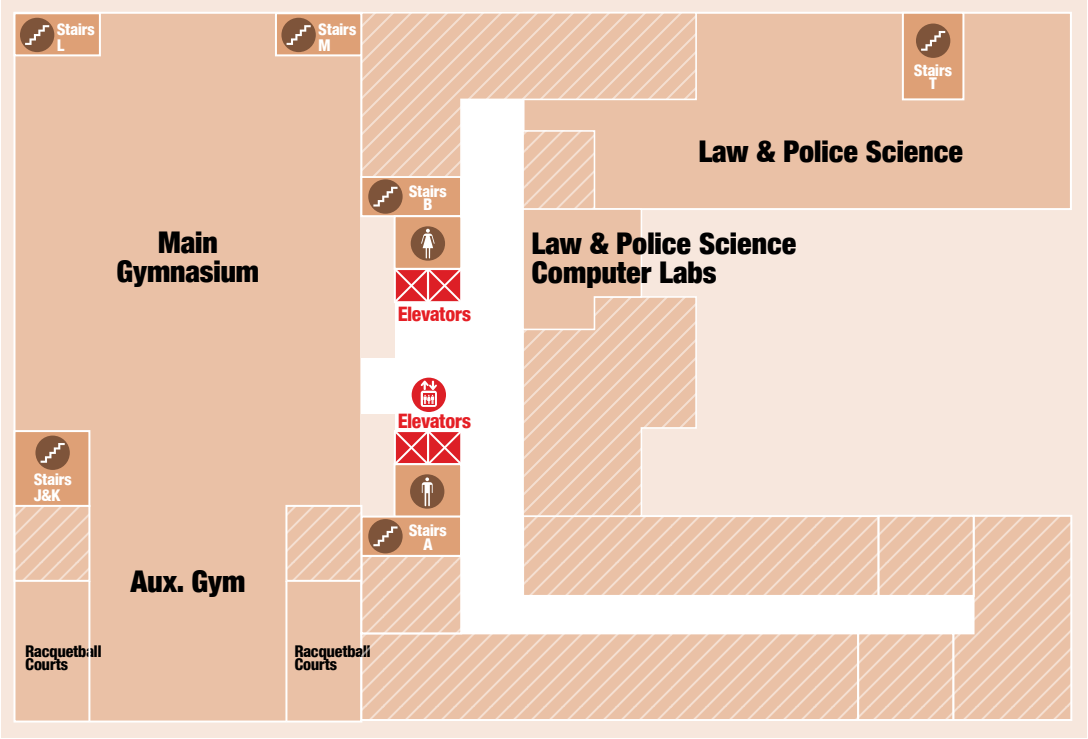 Stairs
L
Stairs
M
Stairs
T
Law & Police Science
Stairs
B
Main
Gymnasium
Law & Police Science
Computer Labs
Elevators
Elevators
Stairs
J&K
Stairs
A
Aux. Gym
Racquetball
Courts
Racquetball
Courts